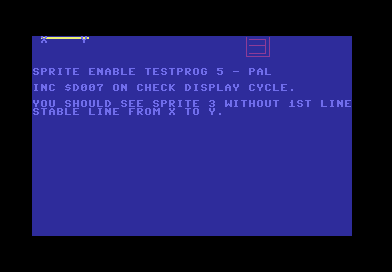 X Y
SPRITE ENABLE TESTPROG 5 - PAL
INC $D007 ON CHECK DISPLAY CYCLE.
YOU SHOULD SEE SPRITE 3 WITHOUT 1ST LINE
STABLE LINE FROM X TO Y.